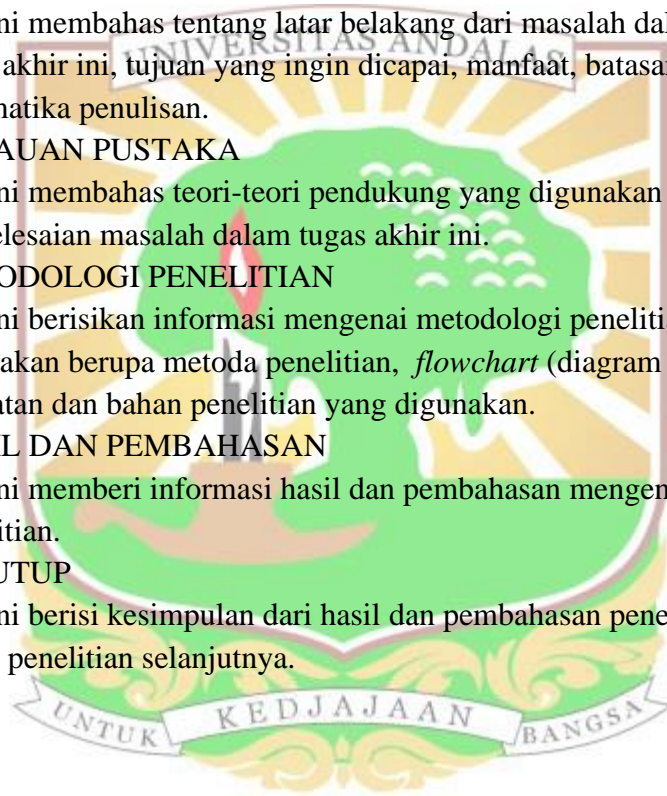 ni membahas tentang latar belakang dari masalah dal
UNIVERSITAS ANDALAS
akhir ini, tujuan yang ingin dicapai, manfaat, batasan
natika penulisan.
AUAN PUSTAKA
ni membahas teori-teori pendukung yang digunakan
elesaian masalah dalam tugas akhir ini.
ODOLOGI PENELITIAN
ni berisikan informasi mengenai metodologi peneliti
akan berupa metoda penelitian, flowchart (diagram
atan dan bahan penelitian yang digunakan.
IL DAN PEMBAHASAN
ni memberi informasi hasil dan pembahasan mengen
itian.
UTUP
ni berisi kesimpulan dari hasil dan pembahasan pene
penelitian selanjutnya.
UNTUK KEDJAJAAN BANGSA